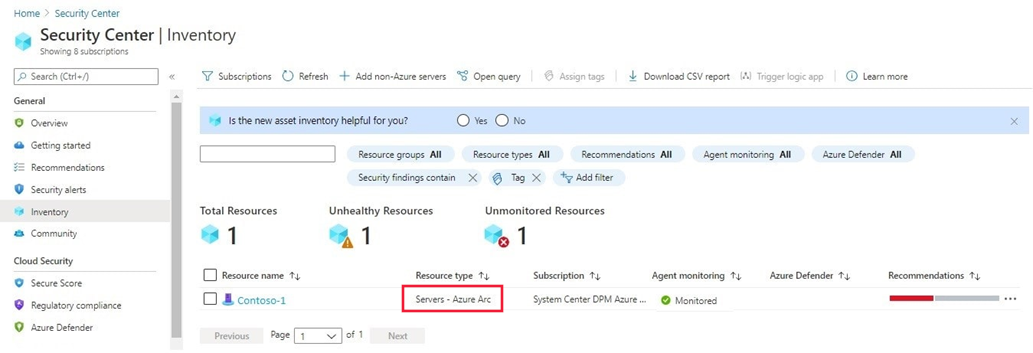 Home > Security Center
Security Center | Inventory
Showing 8 subscriptions
Search (Ctrl+/)
«
Subscriptions Refresh Add non-Azure servers Open query Assign tags Download CSV report Trigger logic app Learn more
General
Overview
Getting started
Recommendations
Security alerts
Inventory
Community
Cloud Security
Secure Score
Regulatory compliance
Azure Defender
Is the new asset inventory helpful for you? Yes No
Resource groups All Resource types All Recommendations All Agent monitoring All Azure Defender All
Security findings contain Tag Add filter
Total Resources Unhealthy Resources Unmonitored Resources
1 1 1
Resource name ↑↓ Resource type ↑↓ Subscription ↑↓ Agent monitoring ↑↓ Azure Defender ↑↓ Recommendations ↑↓
Contoso-1 Servers - Azure Arc System Center DPM Azure ... Monitored ...
Previous Page 1 of 1 Next